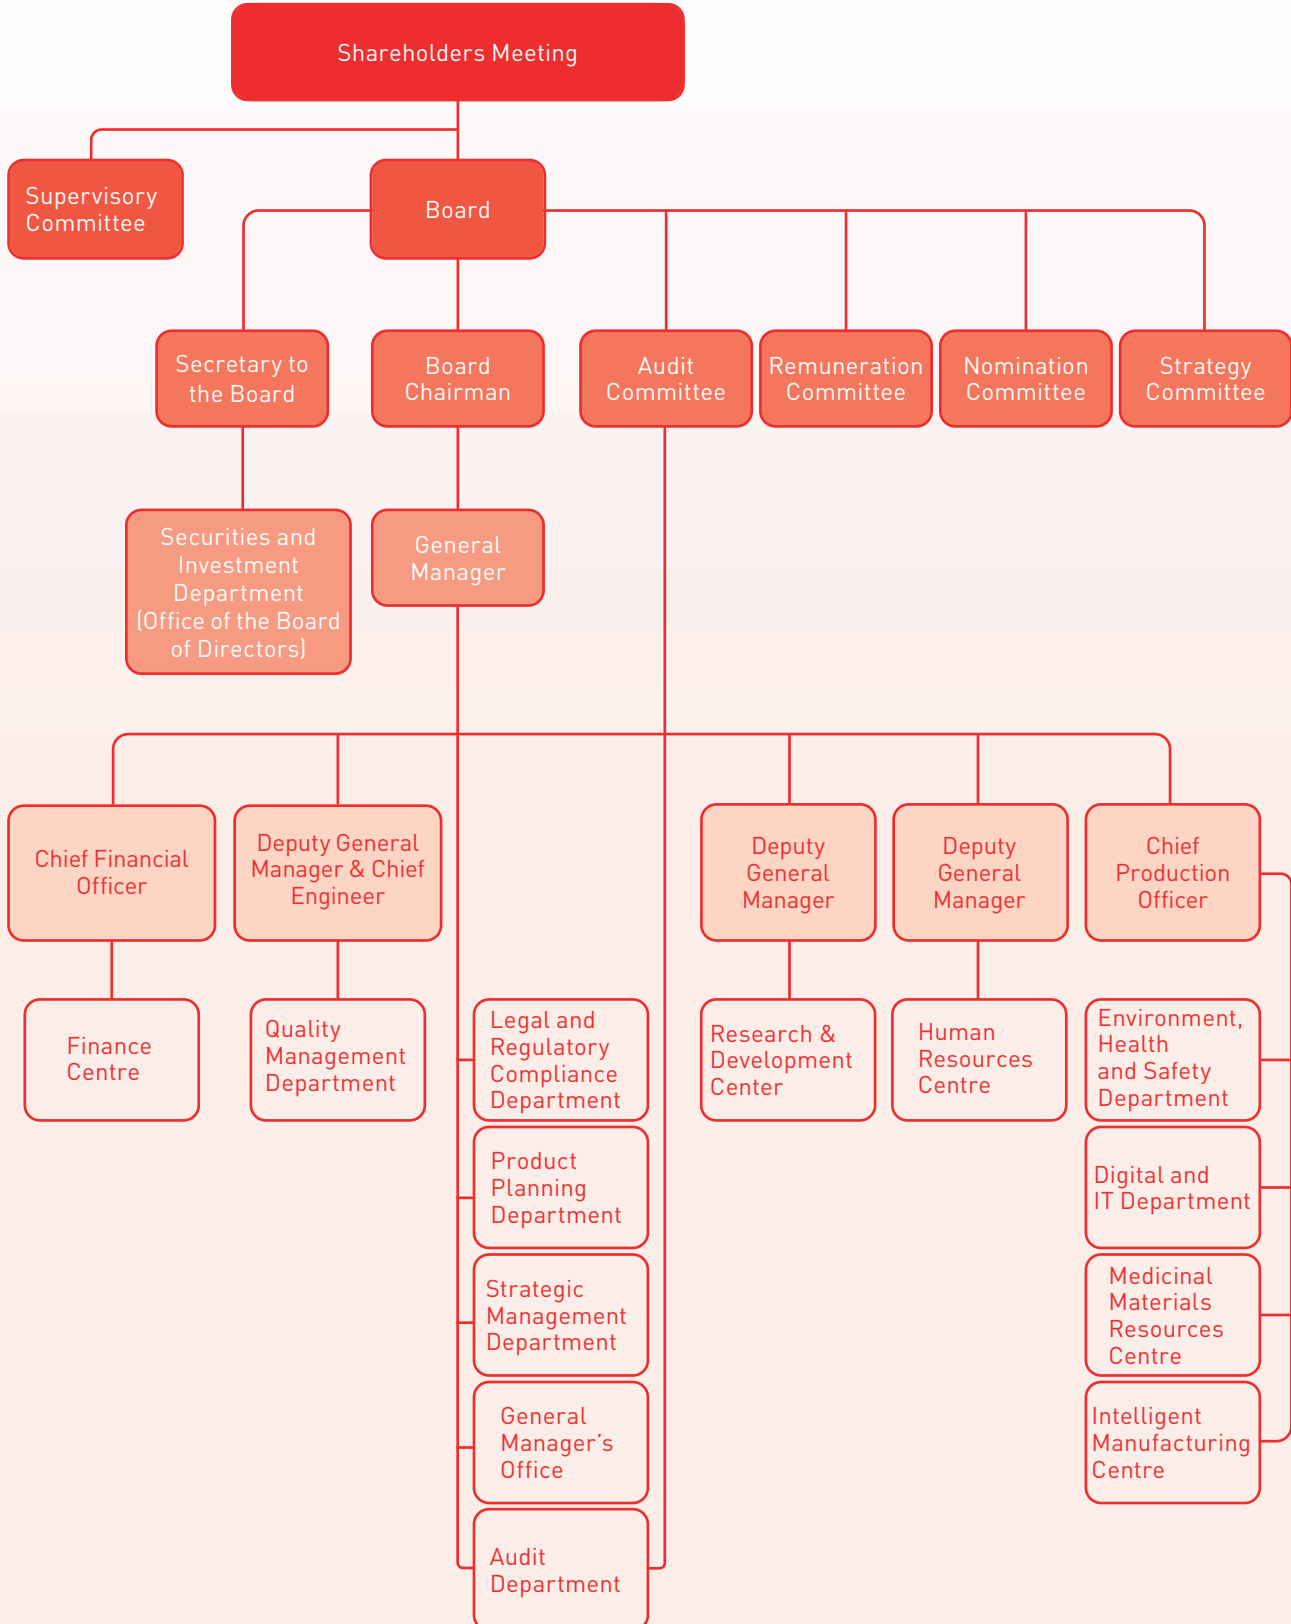 Shareholders Meeting
Supervisory
Committee
Board
Secretary to
the Board
Board
Chairman
Audit
Committee
Remuneration
Committee
Nomination
Committee
Strategy
Committee
Securities and
Investment
Department
(Office of the Board
of Directors)
General
Manager
Chief Financial
Officer
Deputy General
Manager & Chief
Engineer
Deputy
General
Manager
Deputy
General
Manager
Chief
Production
Officer
Finance
Centre
Quality
Management
Department
Legal and
Regulatory
Compliance
Department
Product
Planning
Department
Strategic
Management
Department
General
Manager’s
Office
Audit
Department
Research &
Development
Center
Human
Resources
Centre
Environment,
Health
and Safety
Department
Digital and
IT Department
Medicinal
Materials
Resources
Centre
Intelligent
Manufacturing
Centre